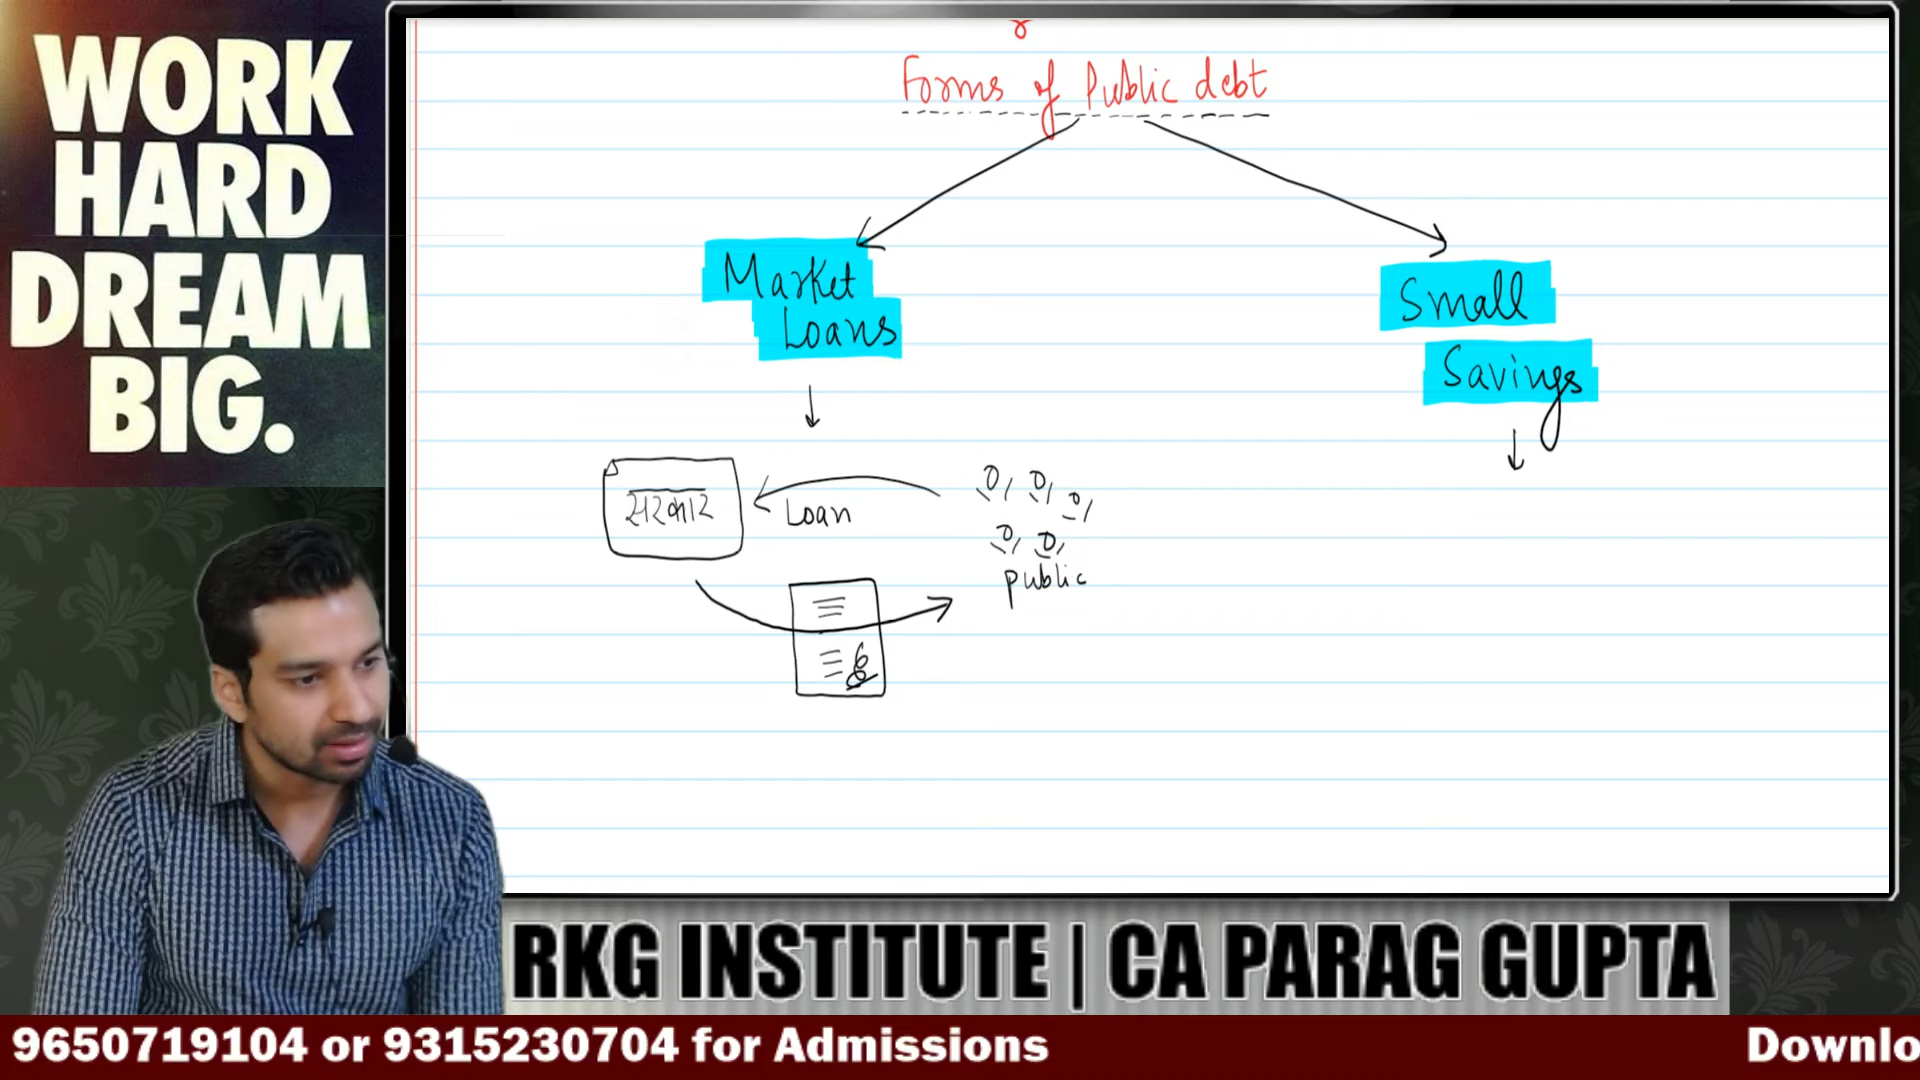 WORK
HARD
DREAM
BIG.
Forms of Public debt
Market
Loans
Small
Savings
सरकार
Loan
public
RKG INSTITUTE | CA PARAG GUPTA
9650719104 or 9315230704 for Admissions
Downlo